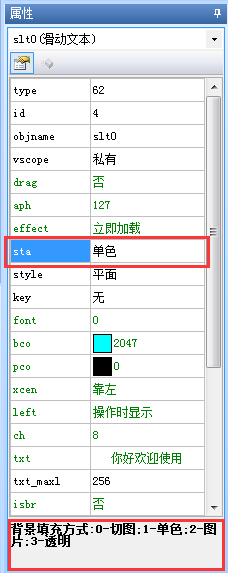 属性
slt0(滑动文本)
type 62
id 4
objname slt0
vscope 私有
drag 否
aph 127
effect 立即加载
sta 单色
style 平面
key 无
font 0
bco 2047
pco 0
xcen 靠左
left 操作时显示
ch 8
txt 你好欢迎使用
txt_maxl 256
isbr 否
背景填充方式:0-切图;1-单色;2-图
片;3-透明